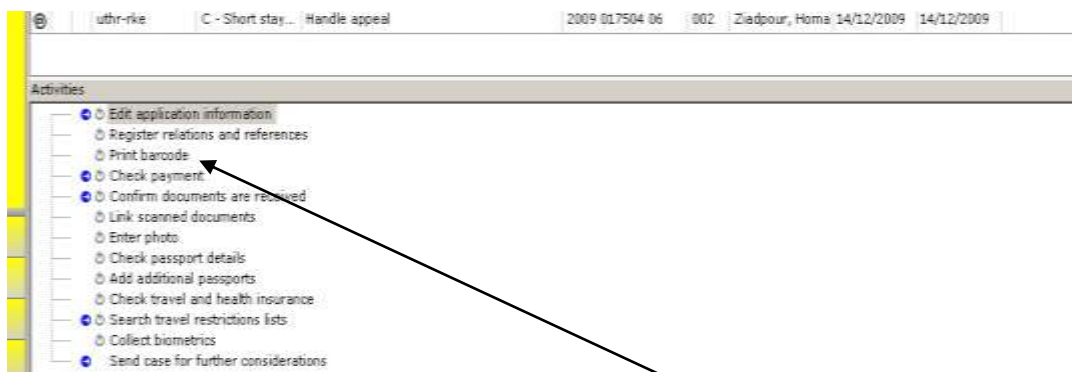 uthr-rke C - Short stay... Handle appeal 2009 017504 06 002 Ziadpour, Homa 14/12/2009 14/12/2009
Activities
Edit application information
Register relations and references
Print barcode
Check payment
Confirm documents are received
Link scanned documents
Enter photo
Check passport details
Add additional passports
Check travel and health insurance
Search travel restrictions lists
Collect biometrics
Send case for further considerations